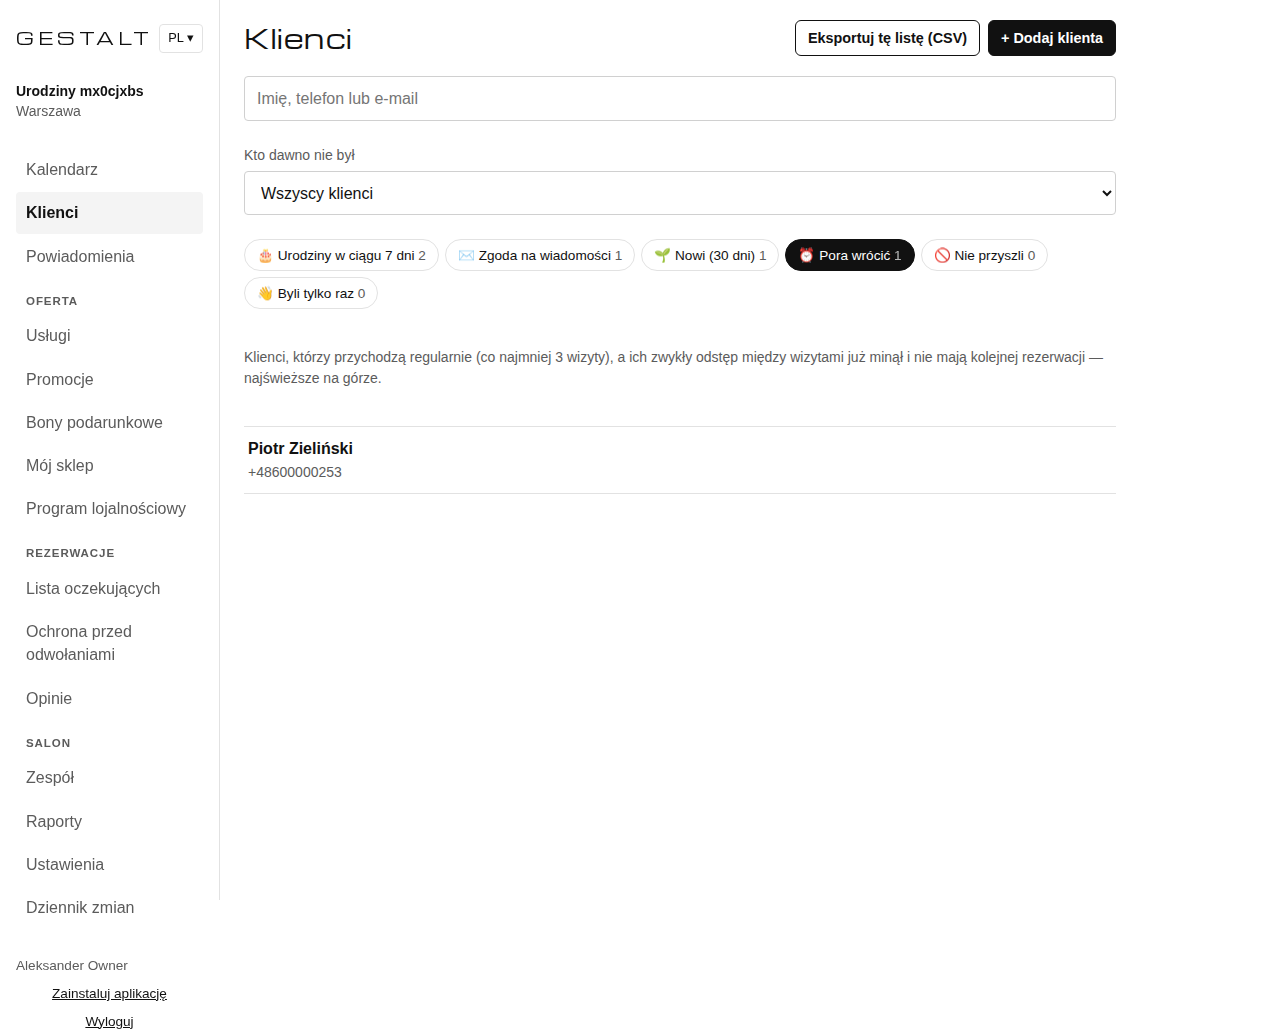 GESTALT
PL ▾
Urodziny mx0cjxbs
Warszawa
Kalendarz
Klienci
Powiadomienia
OFERTA
Usługi
Promocje
Bony podarunkowe
Mój sklep
Program lojalnościowy
REZERWACJE
Lista oczekujących
Ochrona przed
odwołaniami
Opinie
SALON
Zespół
Raporty
Ustawienia
Dziennik zmian
Aleksander Owner
Zainstaluj aplikację
Wyloguj
Klienci
Eksportuj tę listę (CSV)
+ Dodaj klienta
Imię, telefon lub e-mail
Kto dawno nie był
Wszyscy klienci
🎂 Urodziny w ciągu 7 dni 2
✉️ Zgoda na wiadomości 1
🌱 Nowi (30 dni) 1
⏰ Pora wrócić 1
🚫 Nie przyszli 0
👋 Byli tylko raz 0
Klienci, którzy przychodzą regularnie (co najmniej 3 wizyty), a ich zwykły odstęp między wizytami już minął i nie mają kolejnej rezerwacji —
najświeższe na górze.
Piotr Zieliński
+48600000253